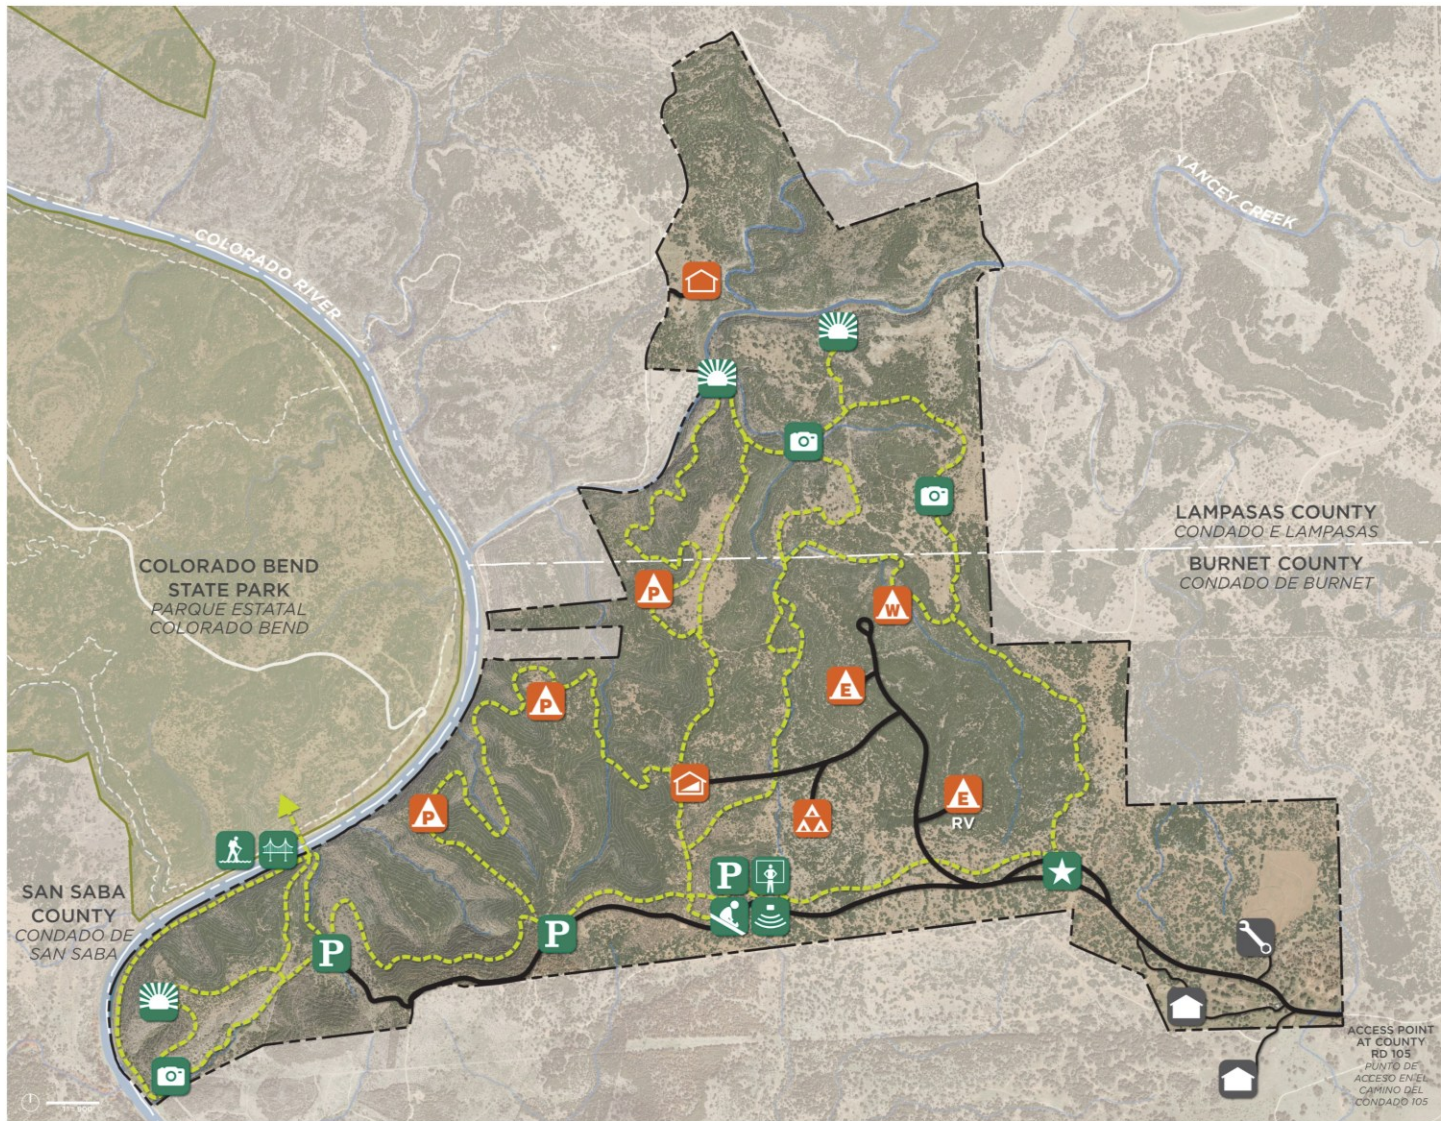 YANCEY CREEK
COLORADO RIVER
LAMPASAS COUNTY
CONDADO E LAMPASAS
BURNET COUNTY
CONDADO DE BURNET
COLORADO BEND
STATE PARK
PARQUE ESTATAL
COLORADO BEND
P
W
E
P
P
E
RV
SAN SABA
COUNTY
CONDADO DE
SAN SABA
P
P
P
ACCESS POINT
AT COUNTY
RD 105
PUNTO DE
ACCESO EN EL
CAMINO DEL
CONDADO 105